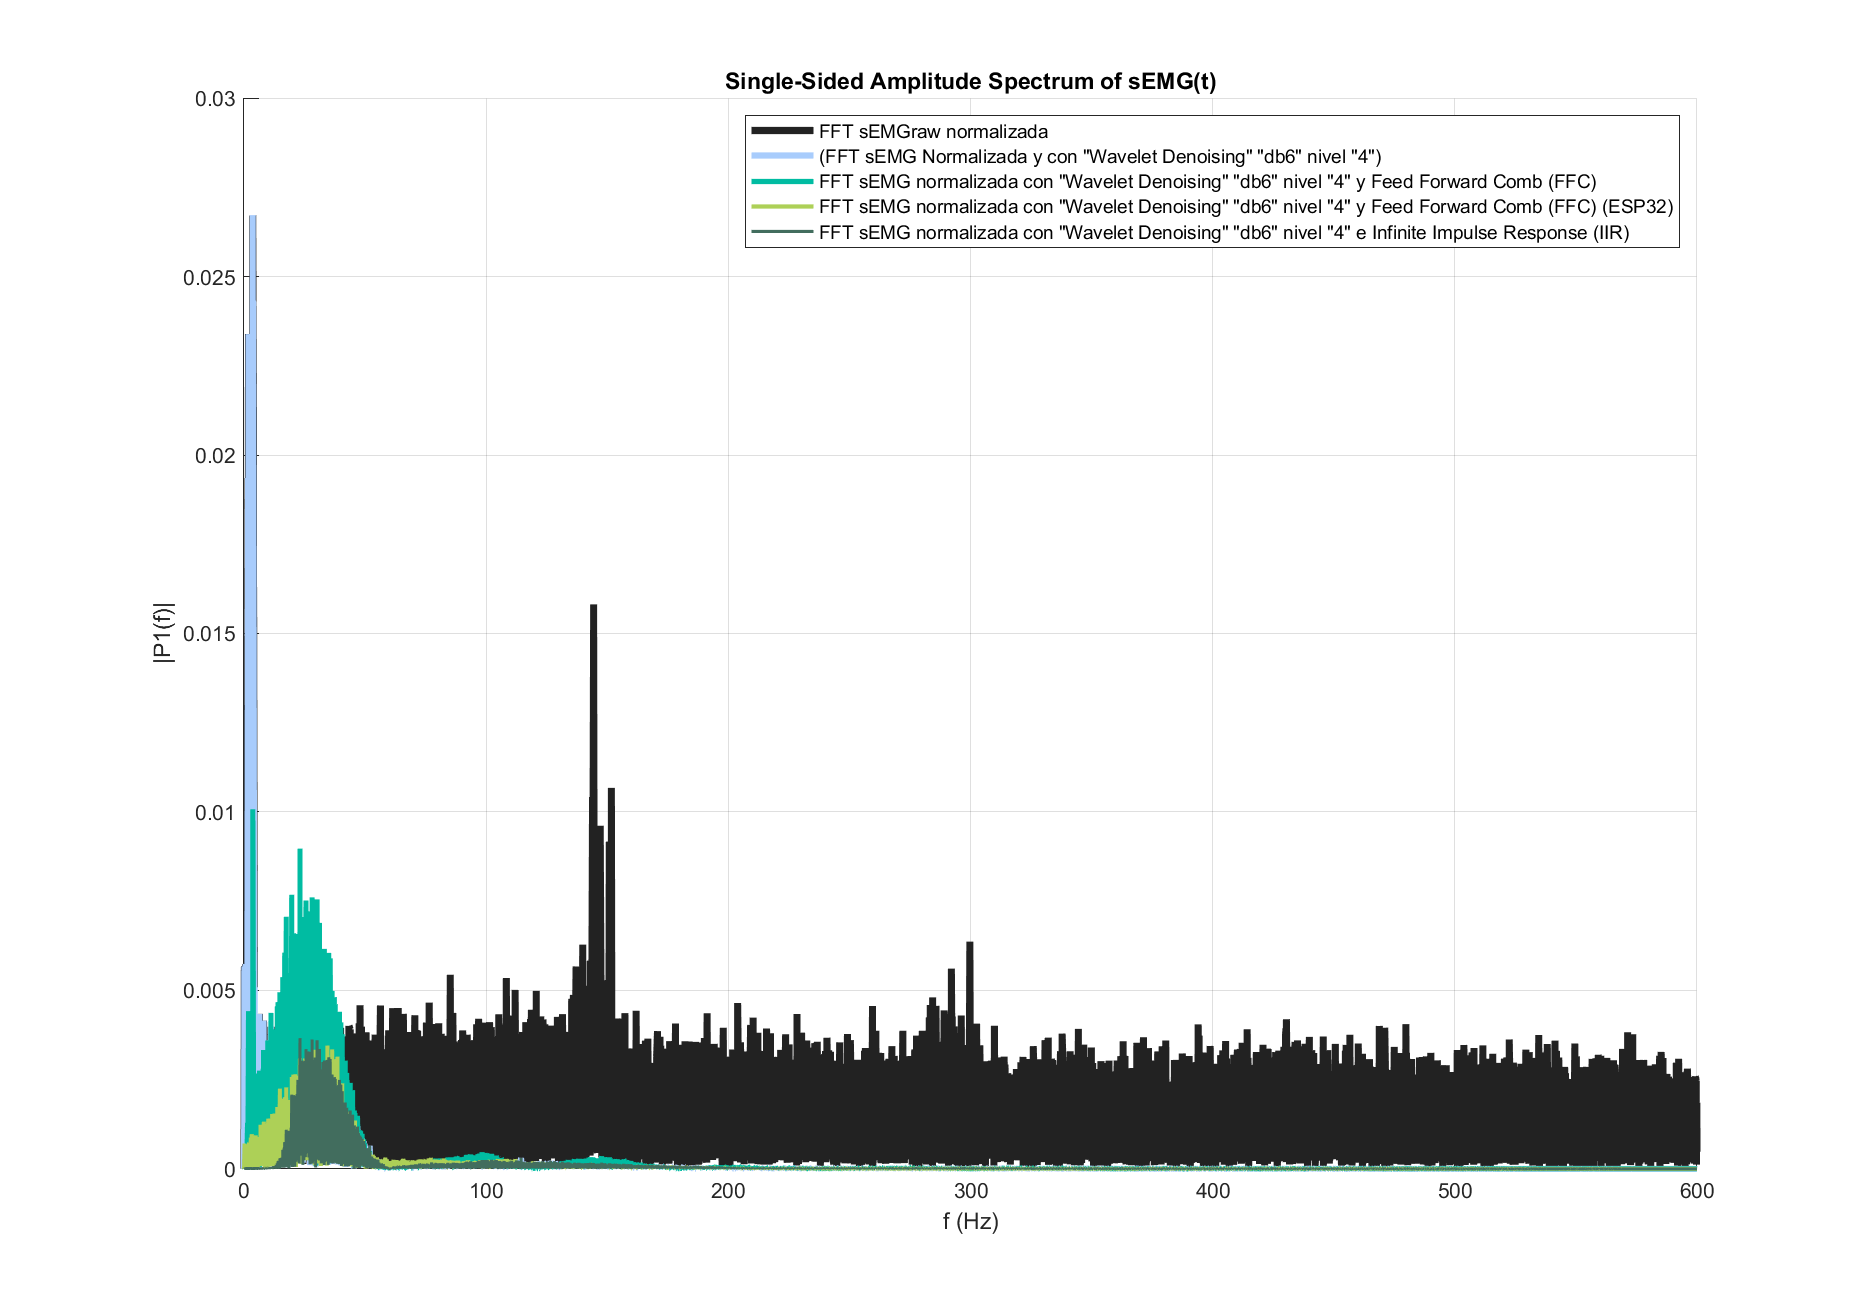 Single-Sided Amplitude Spectrum of sEMG(t)
FFT sEMGraw normalizada
(FFT sEMG Normalizada y con "Wavelet Denoising" "db6" nivel "4")
FFT sEMG normalizada con "Wavelet Denoising" "db6" nivel "4" y Feed Forward Comb (FFC)
FFT sEMG normalizada con "Wavelet Denoising" "db6" nivel "4" y Feed Forward Comb (FFC) (ESP32)
FFT sEMG normalizada con "Wavelet Denoising" "db6" nivel "4" e Infinite Impulse Response (IIR)
0.03
0.025
0.02
0.015
0.01
0.005
0
|P1(f)|
0 100 200 300 400 500 600
f (Hz)